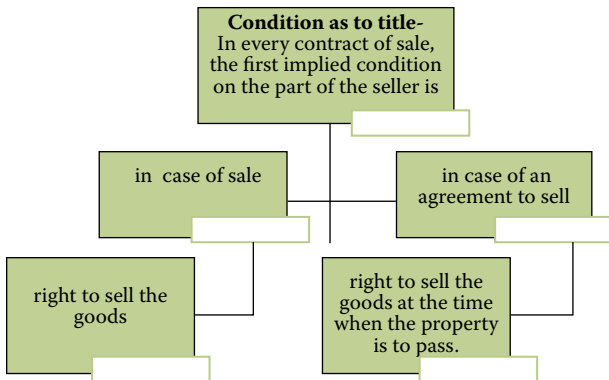 Condition as to title-
In every contract of sale,
the first implied condition
on the part of the seller is
in case of sale
in case of an
agreement to sell
right to sell the
goods
right to sell the
goods at the time
when the property
is to pass.